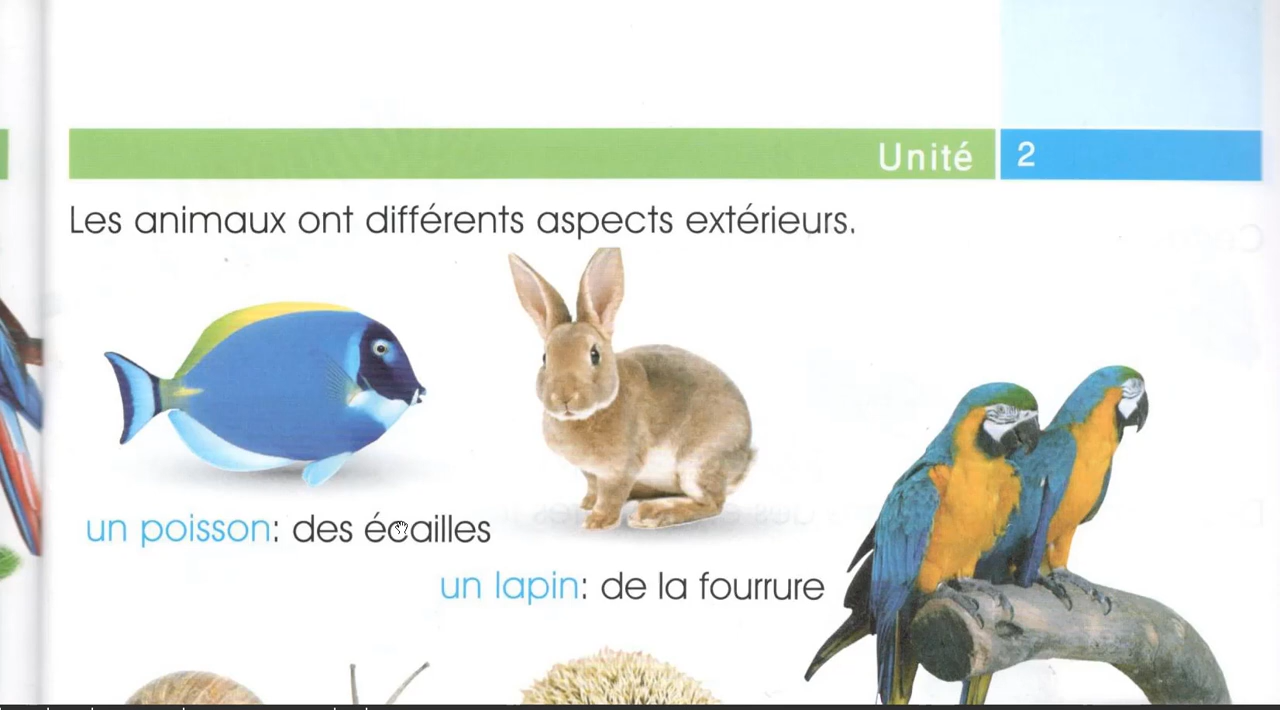 Unité 2
Les animaux ont différents aspects extérieurs.
un poisson: des écailles
un lapin: de la fourrure